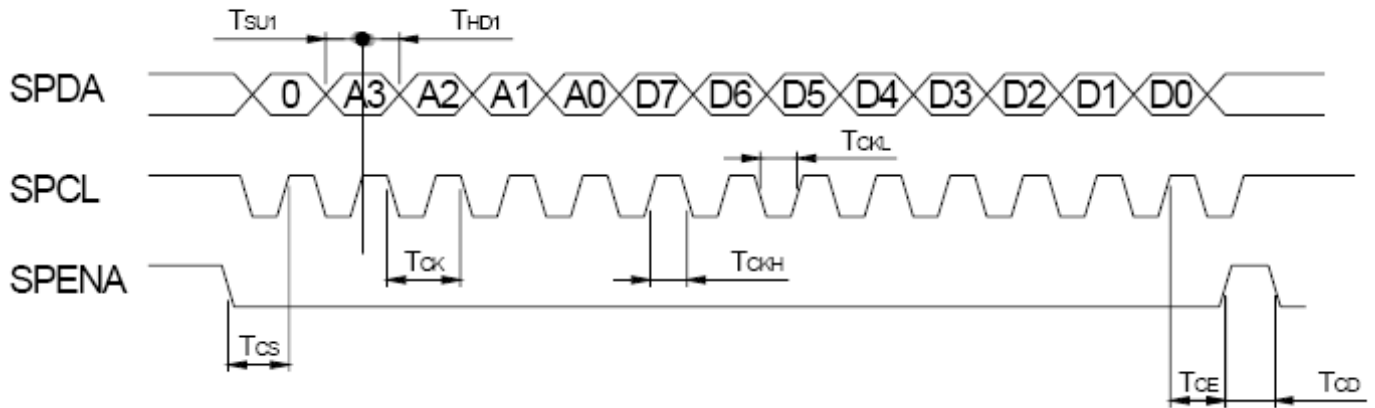 TSU1 THD1
SPDA 0 A3 A2 A1 A0 D7 D6 D5 D4 D3 D2 D1 D0
TCKL
SPCL
TCK TCKH
SPENA
TCS TCE TCD